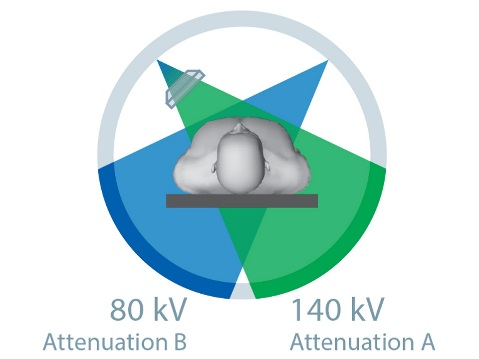 80 kV
Attenuation B
140 kV
Attenuation A